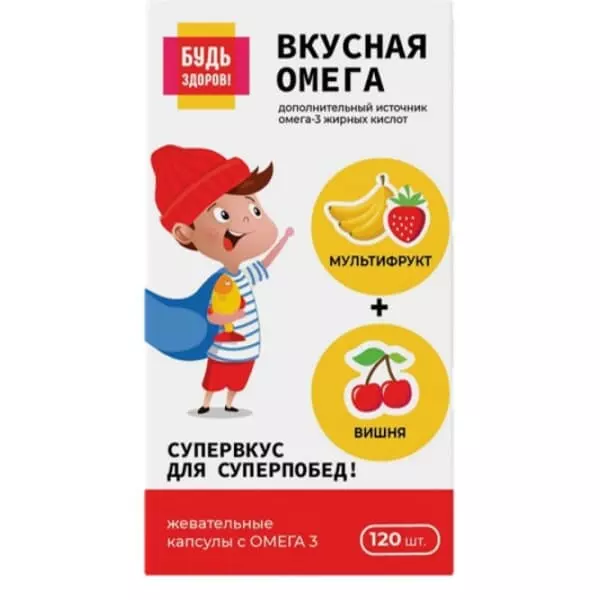 БУДЬ
ЗДОРОВ!
ВКУСНАЯ
ОМЕГА
дополнительный источник
омега-3 жирных кислот
МУЛЬТИФРУКТ
+
ВИШНЯ
СУПЕРВКУС
ДЛЯ СУПЕРПОБЕД!
жевательные
капсулы с ОМЕГА 3
120 шт.